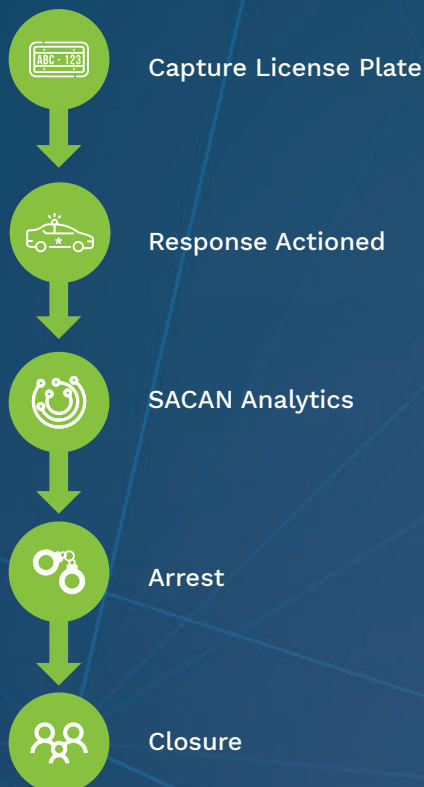 ABC - 123
Capture License Plate
Response Actioned
SACAN Analytics
Arrest
Closure